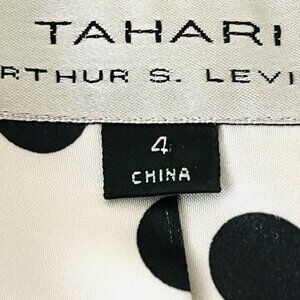 TAHARI
RTHUR S. LEVI
4
CHINA